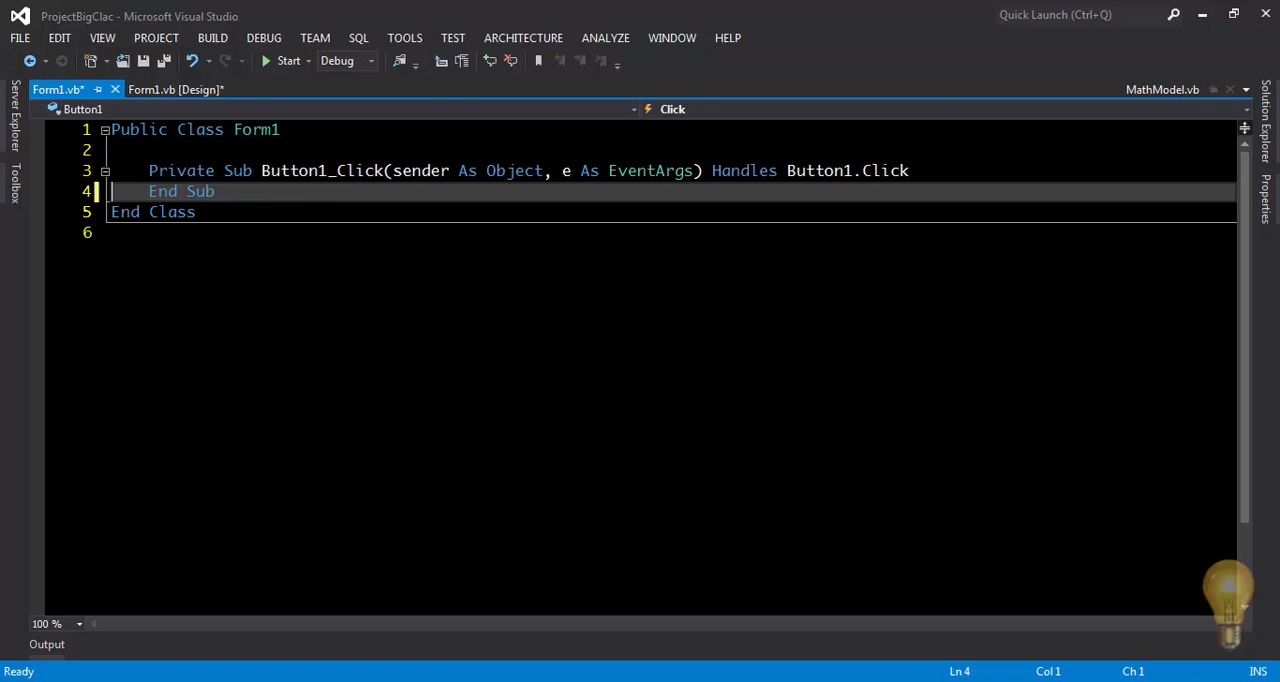 ProjectBigClac - Microsoft Visual Studio
Quick Launch (Ctrl+Q)
FILE EDIT VIEW PROJECT BUILD DEBUG TEAM SQL TOOLS TEST ARCHITECTURE ANALYZE WINDOW HELP
Start Debug
Form1.vb* Form1.vb [Design]* MathModel.vb
Button1 Click
Server Explorer
Toolbox
Solution Explorer
Properties
1 Public Class Form1
2
3 Private Sub Button1_Click(sender As Object, e As EventArgs) Handles Button1.Click
4 End Sub
5 End Class
6
100 %
Output
Ready Ln 4 Col 1 Ch 1 INS